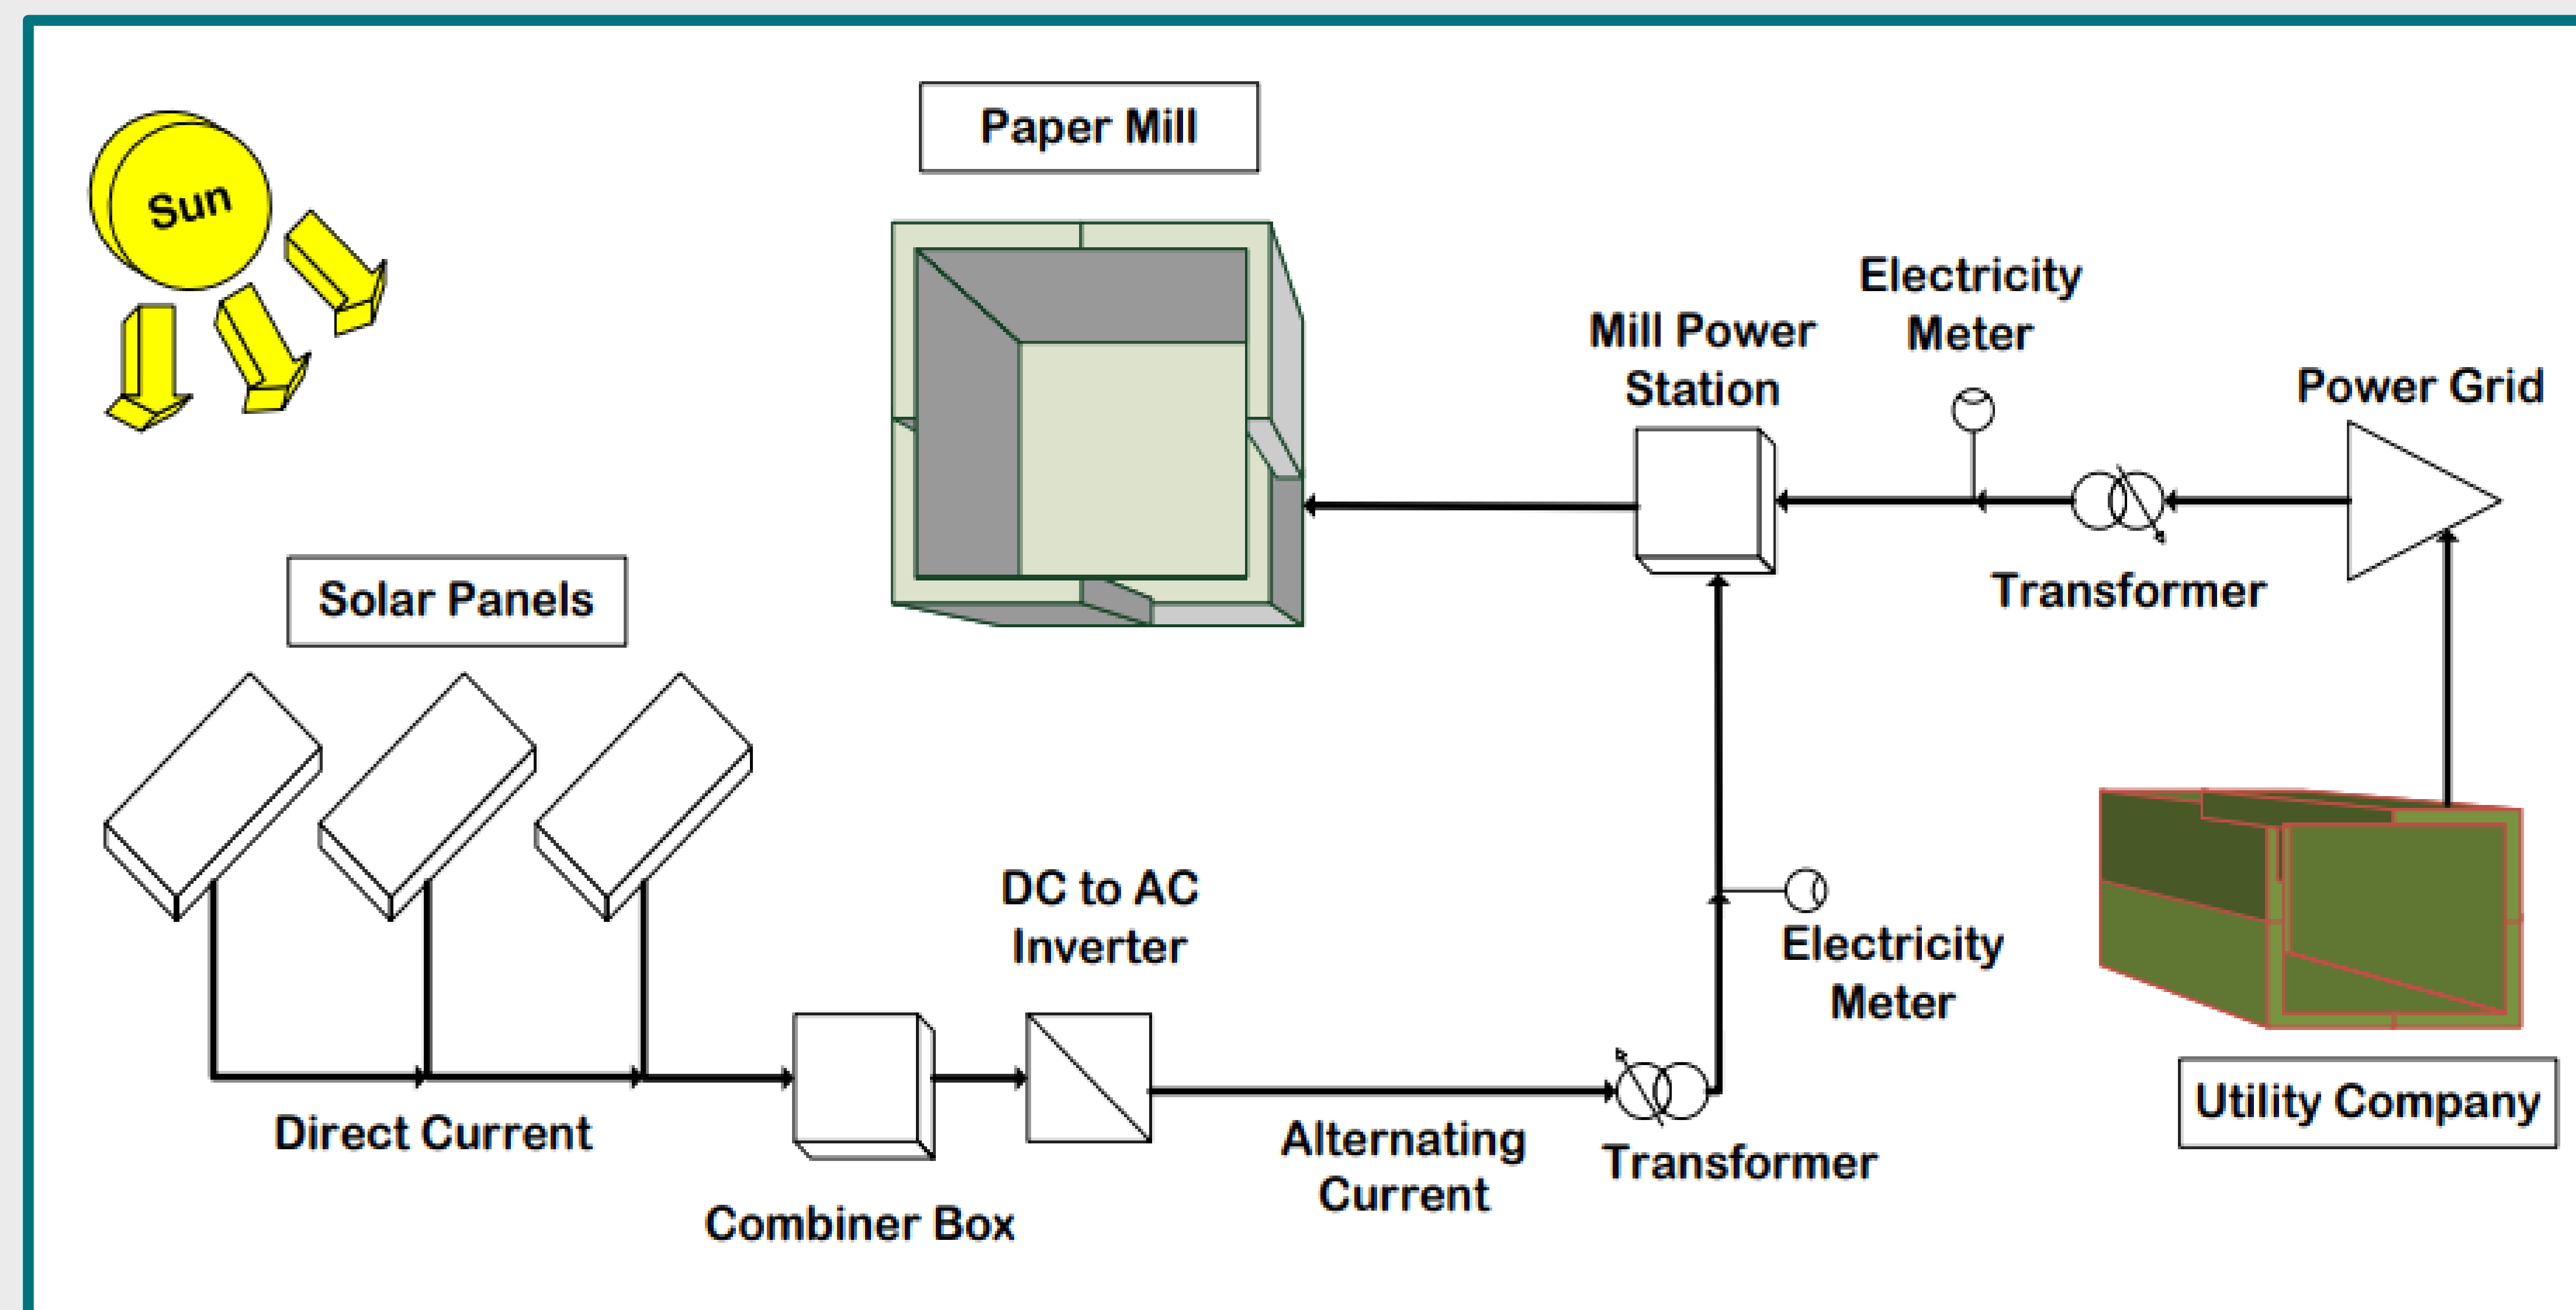 Sun
Paper Mill
Electricity
Meter
Mill Power
Station
Power Grid
Transformer
Solar Panels
DC to AC
Inverter
Electricity
Meter
Direct Current
Combiner Box
Alternating
Current
Transformer
Utility Company